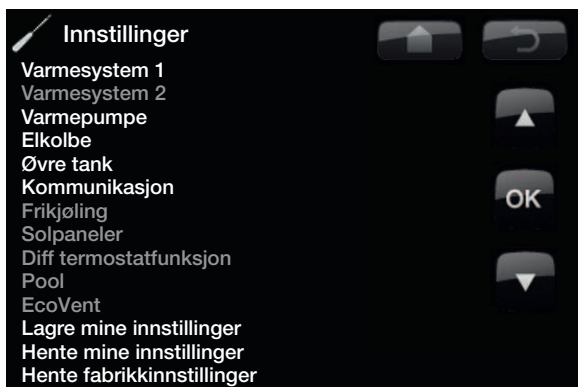 Innstillinger
Varmesystem 1
Varmesystem 2
Varmepumpe
Elkolbe
Øvre tank
Kommunikasjon
OK
Frikjøling
Solpaneler
Diff termostatfunksjon
Pool
EcoVent
Lagre mine innstillinger
Hente mine innstillinger
Hente fabrikkinnstillinger